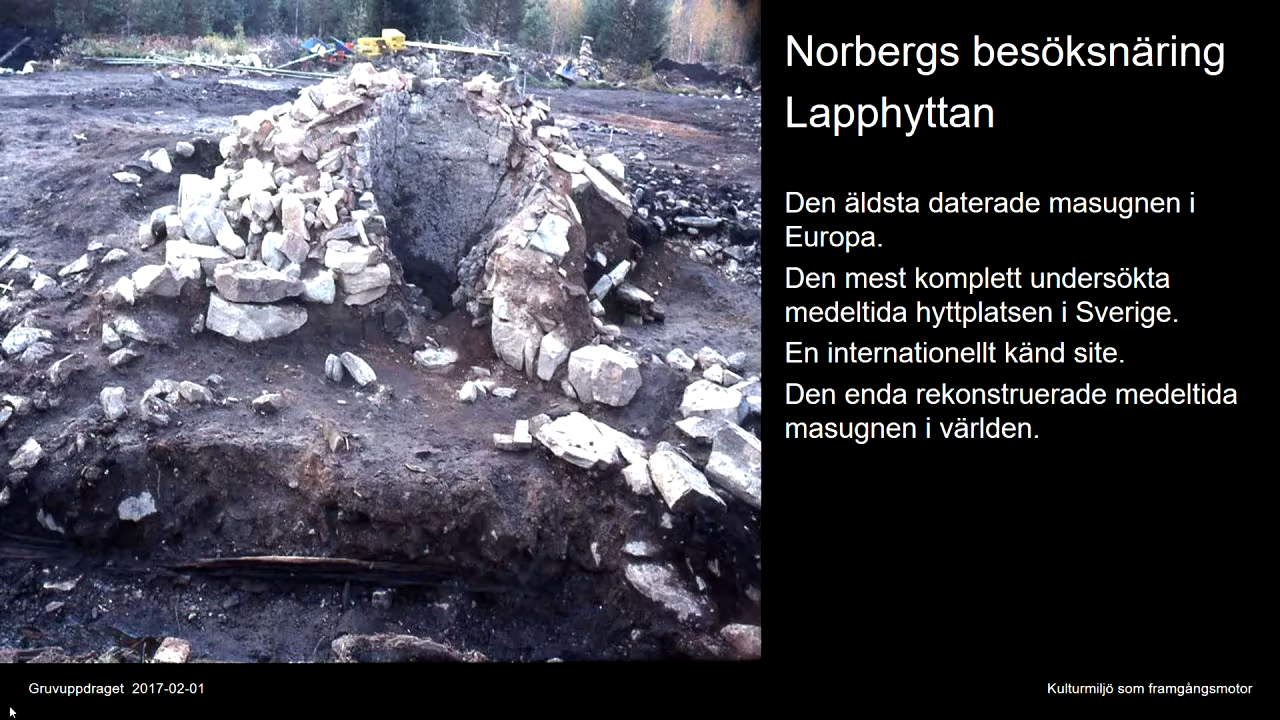 Norbergs besöksnäring
Lapphyttan
Den äldsta daterade masugnen i
Europa.
Den mest komplett undersökta
medeltida hyttplatsen i Sverige.
En internationellt känd site.
Den enda rekonstruerade medeltida
masugnen i världen.
Gruvuppdraget 2017-02-01
Kulturmiljö som framgångsmotor